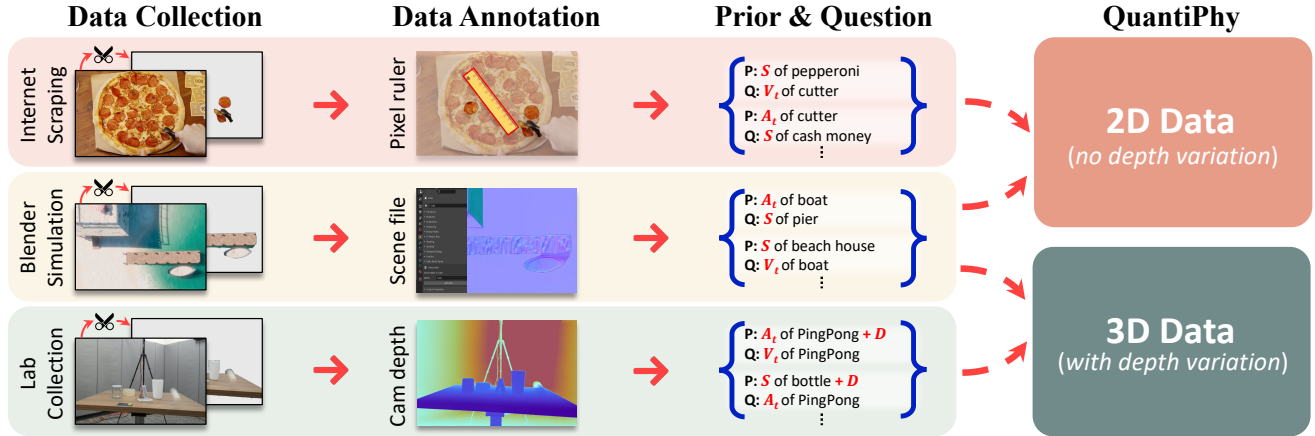 Data Collection
Data Annotation
Prior & Question
QuantiPhy
Internet
Scraping
Pixel ruler
P: S of pepperoni
Q: Vt of cutter
P: At of cutter
Q: S of cash money
⋮
Blender
Simulation
Scene file
P: At of boat
Q: S of pier
P: S of beach house
Q: Vt of boat
⋮
Lab
Collection
Cam depth
P: At of PingPong + D
Q: Vt of PingPong
P: S of bottle + D
Q: At of PingPong
⋮
2D Data
(no depth variation)
3D Data
(with depth variation)